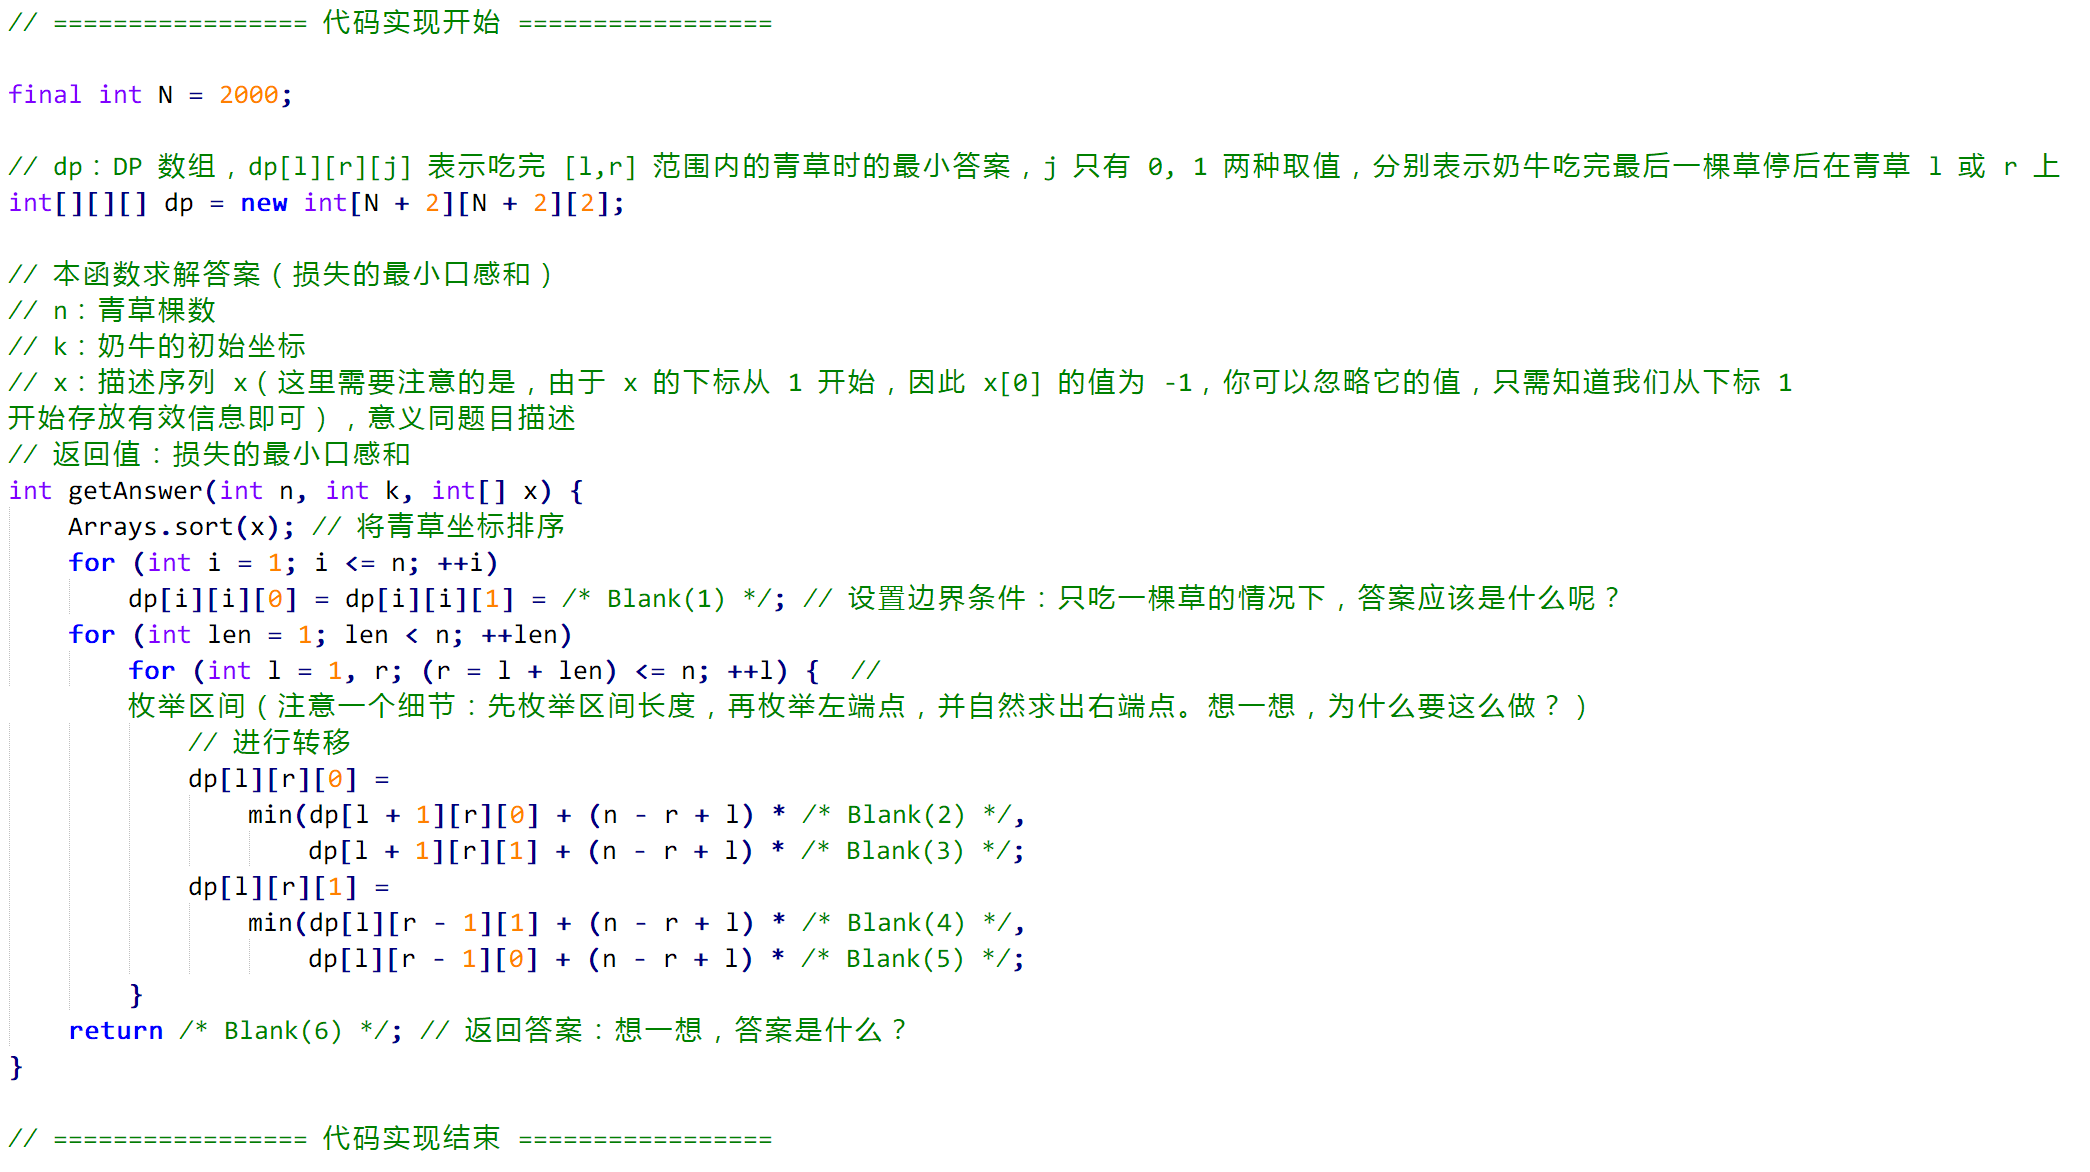 // ================= 代码实现开始 =================
final int N = 2000;
// dp：DP 数组，dp[l][r][j] 表示吃完 [l,r] 范围内的青草时的最小答案，j 只有 0, 1 两种取值，分别表示奶牛吃完最后一棵草停后在青草 l 或 r 上
int[][][] dp = new int[N + 2][N + 2][2];
// 本函数求解答案（损失的最小口感和）
// n：青草棵数
// k：奶牛的初始坐标
// x：描述序列 x（这里需要注意的是，由于 x 的下标从 1 开始，因此 x[0] 的值为 -1，你可以忽略它的值，只需知道我们从下标 1
开始存放有效信息即可），意义同题目描述
// 返回值：损失的最小口感和
int getAnswer(int n, int k, int[] x) {
    Arrays.sort(x); // 将青草坐标排序
    for (int i = 1; i <= n; ++i)
        dp[i][i][0] = dp[i][i][1] = /* Blank(1) */; // 设置边界条件：只吃一棵草的情况下，答案应该是什么呢？
    for (int len = 1; len < n; ++len)
        for (int l = 1, r; (r = l + len) <= n; ++l) {  //
        枚举区间（注意一个细节：先枚举区间长度，再枚举左端点，并自然求出右端点。想一想，为什么要这么做？）
            // 进行转移
            dp[l][r][0] =
                min(dp[l + 1][r][0] + (n - r + l) * /* Blank(2) */,
                    dp[l + 1][r][1] + (n - r + l) * /* Blank(3) */;
            dp[l][r][1] =
                min(dp[l][r - 1][1] + (n - r + l) * /* Blank(4) */,
                    dp[l][r - 1][0] + (n - r + l) * /* Blank(5) */;
        }
    return /* Blank(6) */; // 返回答案：想一想，答案是什么？
}
// ================= 代码实现结束 =================